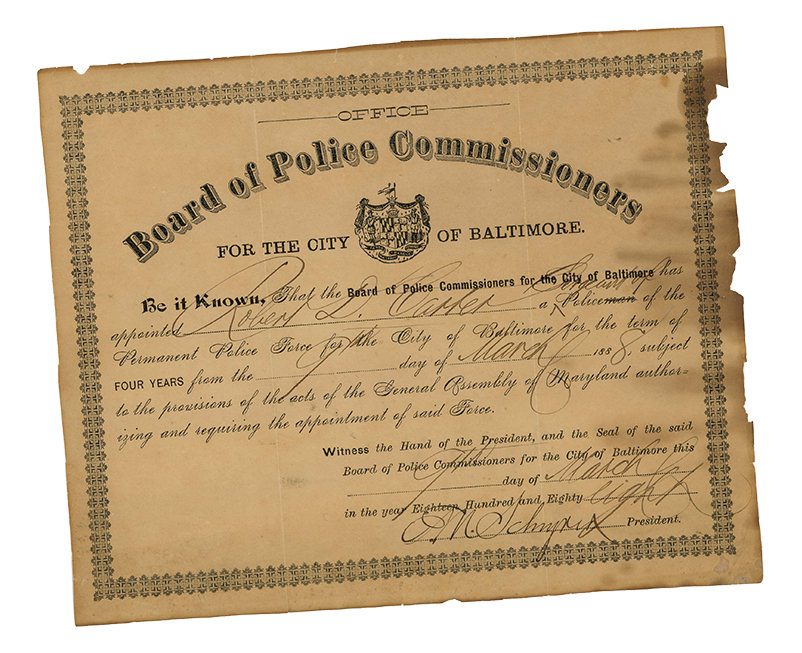 OFFICE
Board of Police Commissioners
FOR THE CITY OF BALTIMORE.
Be it Known, That the Board of Police Commissioners for the City of Baltimore has
appointed Robert D. Carter a Policeman of the
Permanent Police Force for the City of Baltimore for the term of
FOUR YEARS from the day of March 1888, subject
to the provisions of the acts of the General Assembly of Maryland author-
izing and requiring the appointment of said Force.
Witness the Hand of the President, and the Seal of the said
Board of Police Commissioners for the City of Baltimore this
day of March
in the year Eighteen Hundred and Eighty eight
President.